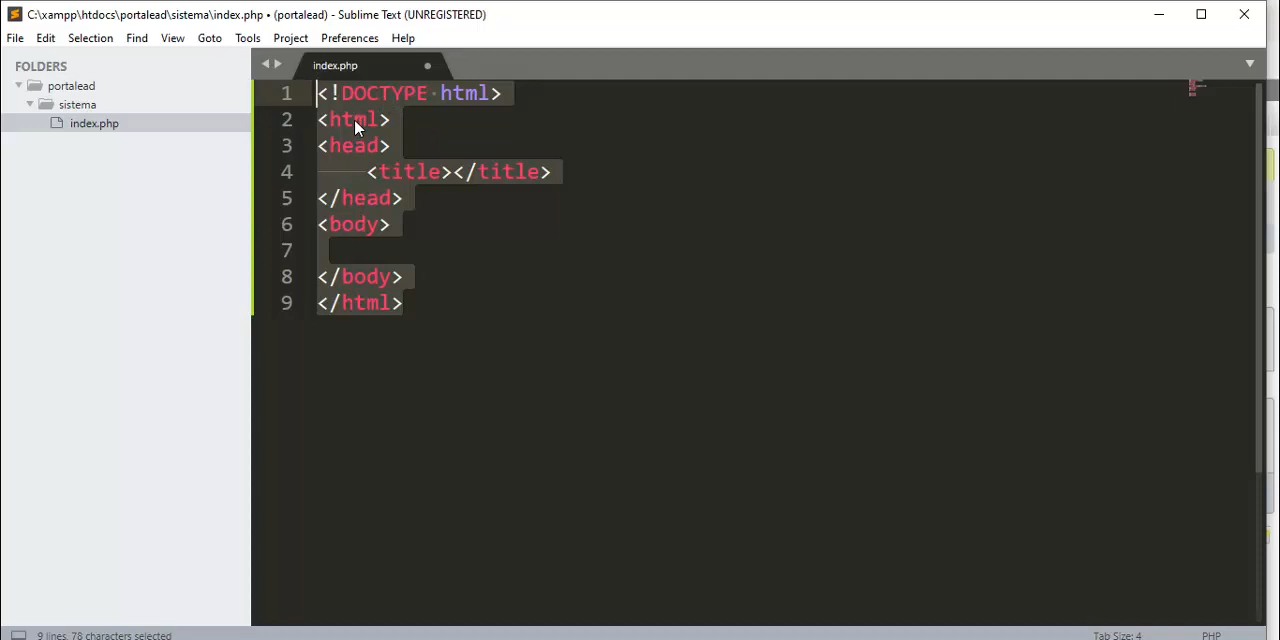 C:\xampp\htdocs\portalead\sistema\index.php • (portalead) - Sublime Text (UNREGISTERED)
File Edit Selection Find View Goto Tools Project Preferences Help
FOLDERS
portalead
sistema
index.php
index.php
1 <!DOCTYPE html>
2 <html>
3 <head>
4 <title></title>
5 </head>
6 <body>
7
8 </body>
9 </html>
9 lines, 78 characters selected
Tab Size: 4
PHP